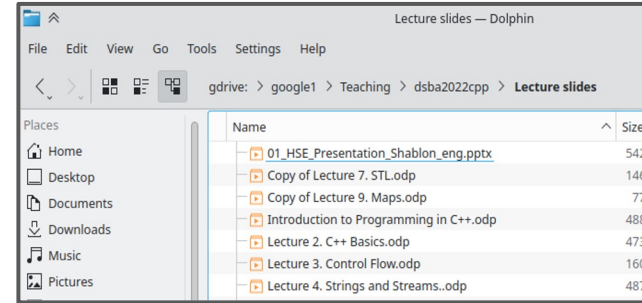 Lecture slides — Dolphin
File Edit View Go Tools Settings Help
gdrive: > google1 > Teaching > dsba2022cpp > Lecture slides
Places
Name Size
Home
01_HSE_Presentation_Shablon_eng.pptx 542
Desktop
Copy of Lecture 7. STL.odp 146
Documents
Copy of Lecture 9. Maps.odp 77
Downloads
Introduction to Programming in C++.odp 488
Music
Lecture 2. C++ Basics.odp 473
Pictures
Lecture 3. Control Flow.odp 160
Lecture 4. Strings and Streams..odp 487